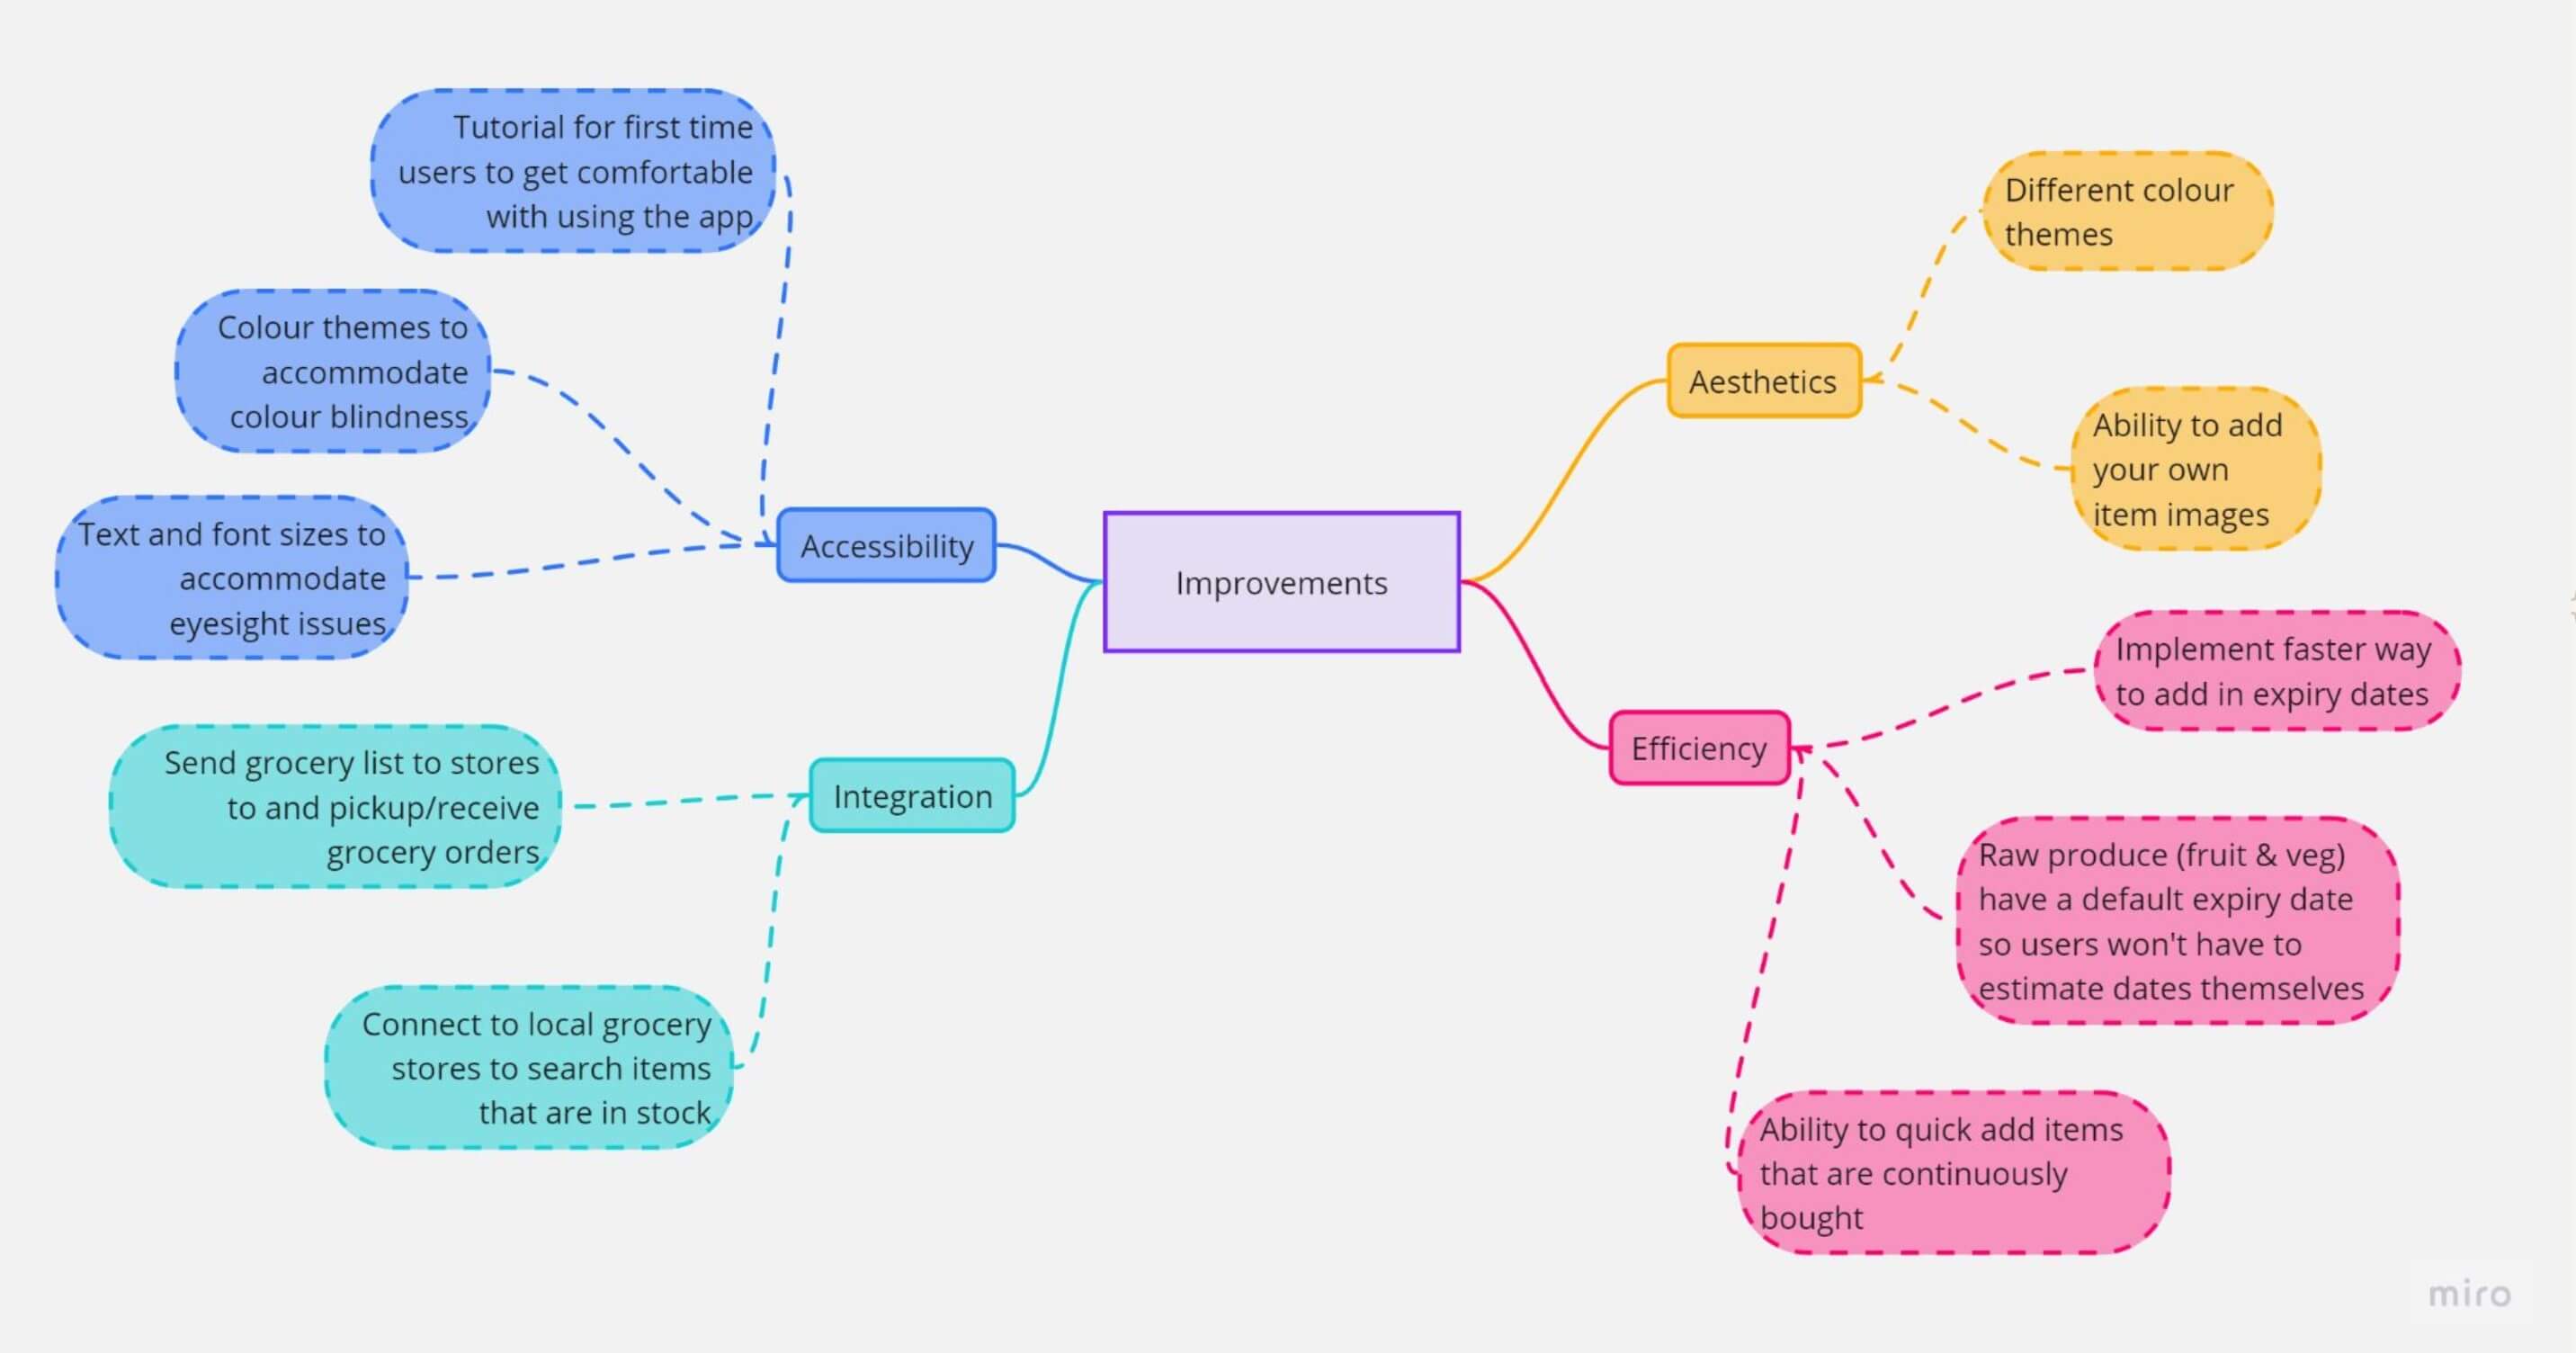 Tutorial for first time
users to get comfortable
with using the app
Colour themes to
accommodate
colour blindness
Text and font sizes to
accommodate
eyesight issues
Accessibility
Send grocery list to stores
to and pickup/receive
grocery orders
Integration
Connect to local grocery
stores to search items
that are in stock
Improvements
Different colour
themes
Aesthetics
Ability to add
your own
item images
Implement faster way
to add in expiry dates
Efficiency
Raw produce (fruit & veg)
have a default expiry date
so users won't have to
estimate dates themselves
Ability to quick add items
that are continuously
bought
miro